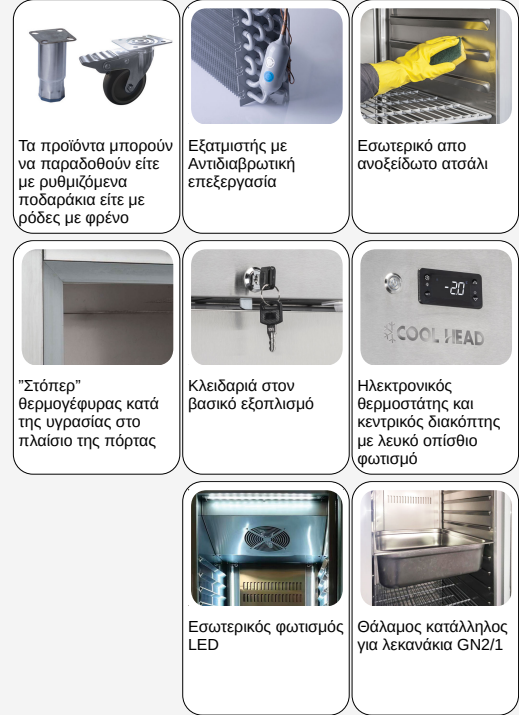 Τα προϊόντα μπορούν
να παραδοθούν είτε
με ρυθμιζόμενα
ποδαράκια είτε με
ρόδες με φρένο
Εξατμιστής με
Αντιδιαβρωτική
επεξεργασία
Εσωτερικό απο
ανοξείδωτο ατσάλι
”Στόπερ”
θερμογέφυρας κατά
της υγρασίας στο
πλαίσιο της πόρτας
Κλειδαριά στον
βασικό εξοπλισμό
-20
COOL HEAD
Ηλεκτρονικός
θερμοστάτης και
κεντρικός διακόπτης
με λευκό οπίσθιο
φωτισμό
Εσωτερικός φωτισμός
LED
Θάλαμος κατάλληλος
για λεκανάκια GN2/1